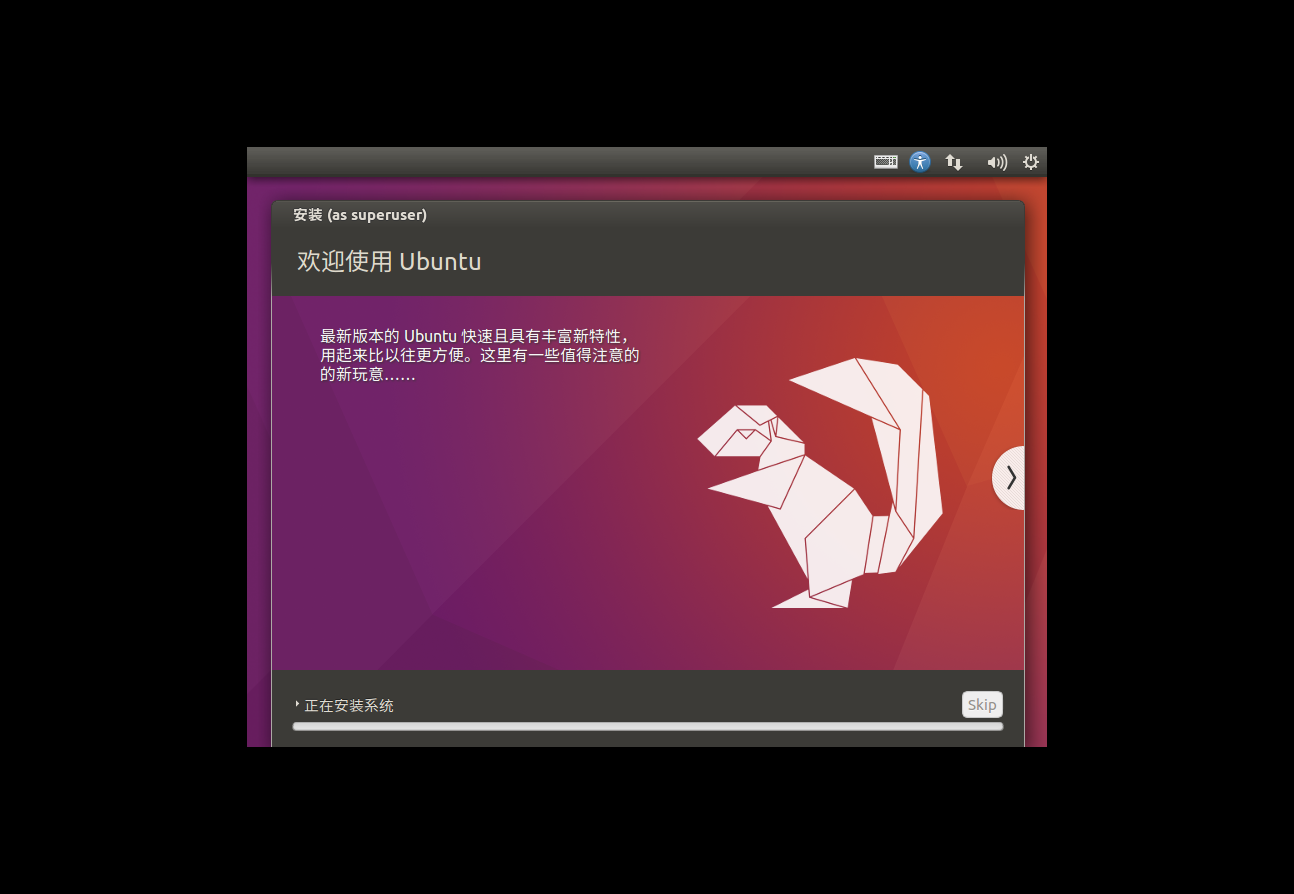 安装 (as superuser)
欢迎使用 Ubuntu
最新版本的 Ubuntu 快速且具有丰富新特性，
用起来比以往更方便。这里有一些值得注意的
的新玩意……
正在安装系统
Skip